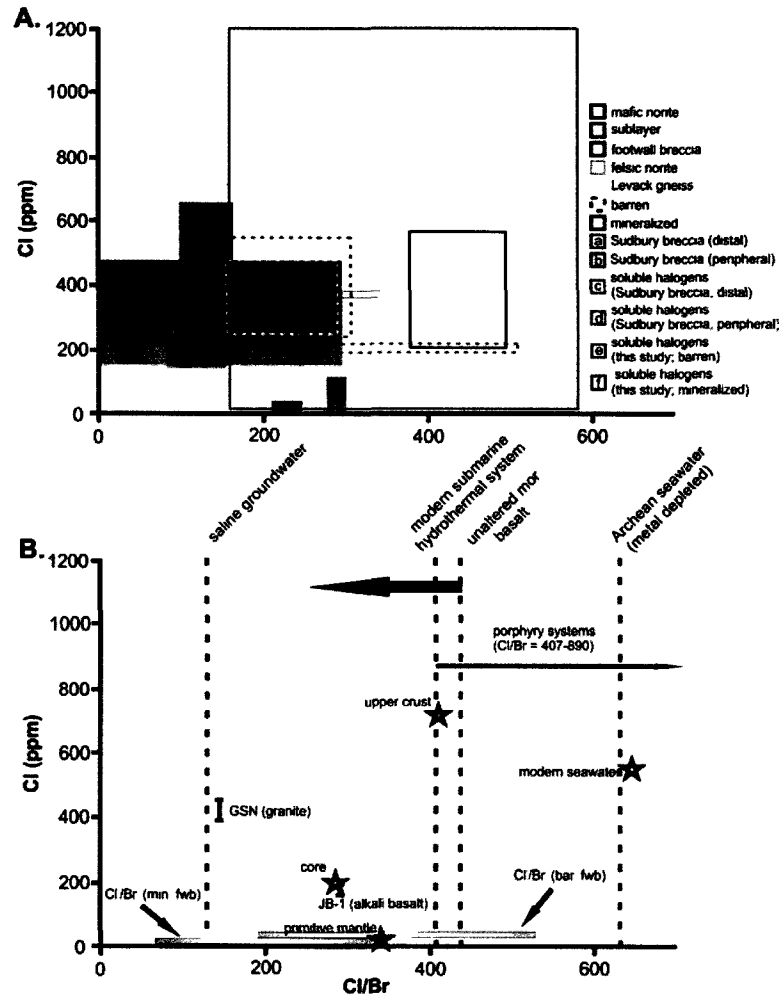 A.
1200
1000
800
600
400
200
0
Cl (ppm)
0 200 400 600
mafic norite
sublayer
footwall breccia
felsic norite
Levack gneiss
barren
mineralized
a Sudbury breccia (distal)
b Sudbury breccia (peripheral)
c soluble halogens
(Sudbury breccia, distal)
d soluble halogens
(Sudbury breccia, peripheral)
e soluble halogens
(this study; barren)
f soluble halogens
(this study; mineralized)
saline groundwater
modern submarine
hydrothermal system
unaltered mor
basalt
Archean seawater
(metal depleted)
B.
1200
1000
800
600
400
200
0
Cl (ppm)
porphyry systems
(Cl/Br = 407-890)
upper crust
modern seawater
GSN (granite)
core
JB-1 (alkali basalt)
Cl/Br (min fwb)
Cl/Br (bar fwb)
primitive mantle
0 200 400 600
Cl/Br